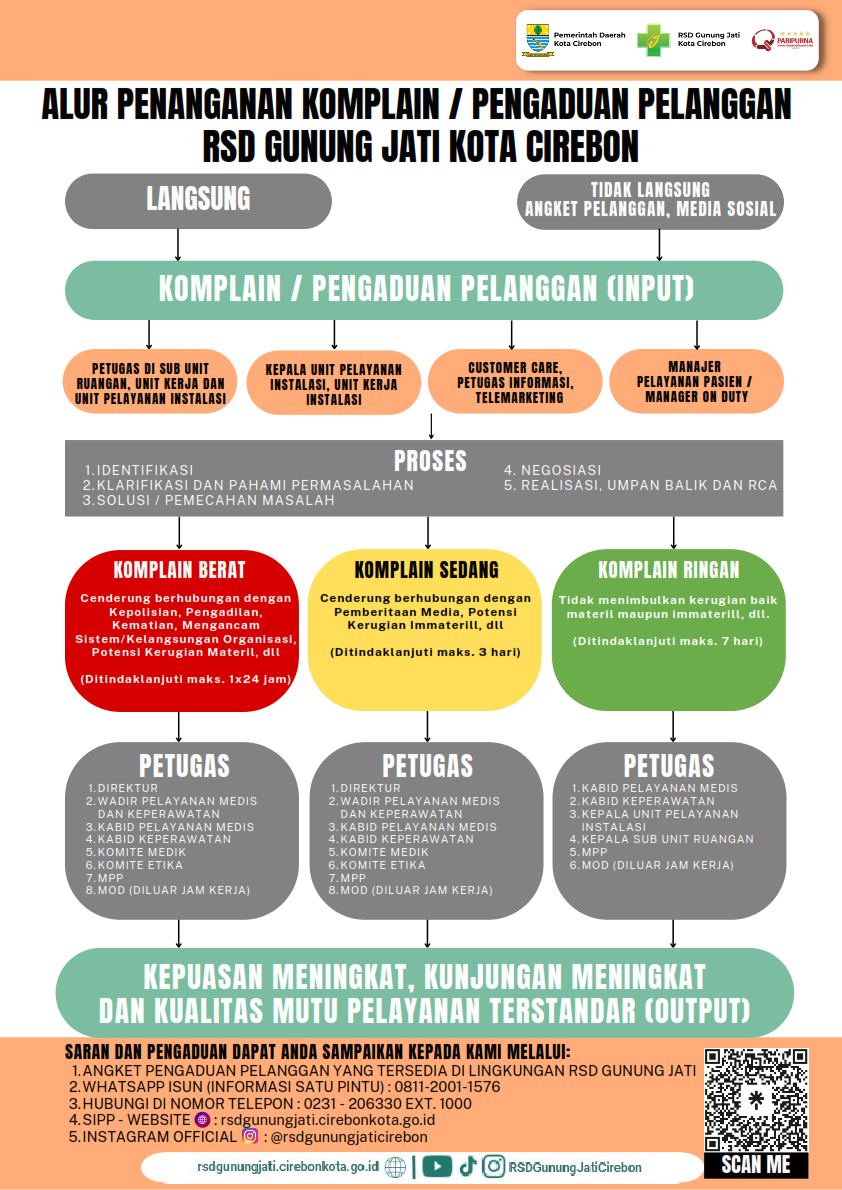 Pemerintah Daerah
Kota Cirebon
RSD Gunung Jati
Kota Cirebon
PARIPURNA
ALUR PENANGANAN KOMPLAIN / PENGADUAN PELANGGAN
RSD GUNUNG JATI KOTA CIREBON
LANGSUNG
TIDAK LANGSUNG
ANGKET PELANGGAN, MEDIA SOSIAL
KOMPLAIN / PENGADUAN PELANGGAN (INPUT)
PETUGAS DI SUB UNIT
RUANGAN, UNIT KERJA DAN
UNIT PELAYANAN INSTALASI
KEPALA UNIT PELAYANAN
INSTALASI, UNIT KERJA
INSTALASI
CUSTOMER CARE,
PETUGAS INFORMASI,
TELEMARKETING
MANAJER
PELAYANAN PASIEN /
MANAGER ON DUTY
PROSES
1. IDENTIFIKASI
2. KLARIFIKASI DAN PAHAMI PERMASALAHAN
3. SOLUSI / PEMECAHAN MASALAH
4. NEGOSIASI
5. REALISASI, UMPAN BALIK DAN RCA
KOMPLAIN BERAT
Cenderung berhubungan dengan
Kepolisian, Pengadilan,
Kematian, Mengancam
Sistem/Kelangsungan Organisasi,
Potensi Kerugian Materil, dll
(Ditindaklanjuti maks. 1x24 jam)
KOMPLAIN SEDANG
Cenderung berhubungan dengan
Pemberitaan Media, Potensi
Kerugian Immaterill, dll
(Ditindaklanjuti maks. 3 hari)
KOMPLAIN RINGAN
Tidak menimbulkan kerugian baik
materil maupun immaterill, dll.
(Ditindaklanjuti maks. 7 hari)
PETUGAS
1. DIREKTUR
2. WADIR PELAYANAN MEDIS
DAN KEPERAWATAN
3. KABID PELAYANAN MEDIS
4. KABID KEPERAWATAN
5. KOMITE MEDIK
6. KOMITE ETIKA
7. MPP
8. MOD (DILUAR JAM KERJA)
PETUGAS
1. DIREKTUR
2. WADIR PELAYANAN MEDIS
DAN KEPERAWATAN
3. KABID PELAYANAN MEDIS
4. KABID KEPERAWATAN
5. KOMITE MEDIK
6. KOMITE ETIKA
7. MPP
8. MOD (DILUAR JAM KERJA)
PETUGAS
1. KABID PELAYANAN MEDIS
2. KABID KEPERAWATAN
3. KEPALA UNIT PELAYANAN
INSTALASI
4. KEPALA SUB UNIT RUANGAN
5. MPP
6. MOD (DILUAR JAM KERJA)
KEPUASAN MENINGKAT, KUNJUNGAN MENINGKAT
DAN KUALITAS MUTU PELAYANAN TERSTANDAR (OUTPUT)
SARAN DAN PENGADUAN DAPAT ANDA SAMPAIKAN KEPADA KAMI MELALUI:
1. ANGKET PENGADUAN PELANGGAN YANG TERSEDIA DI LINGKUNGAN RSD GUNUNG JATI
2. WHATSAPP ISUN (INFORMASI SATU PINTU) : 0811-2001-1576
3. HUBUNGI DI NOMOR TELEPON : 0231 - 206330 EXT. 1000
4. SIPP - WEBSITE : rsdgunungjati.cirebonkota.go.id
5. INSTAGRAM OFFICIAL : @rsdgunungjaticirebon
SCAN ME
rsdgunungjati.cirebonkota.go.id | RSDGunungJatiCirebon